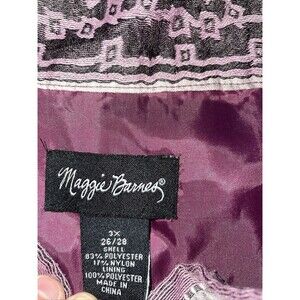 Maggie Barnes®
3X
26/28
SHELL
83% POLYESTER
17% NYLON
LINING
100% POLYESTER
MADE IN
CHINA